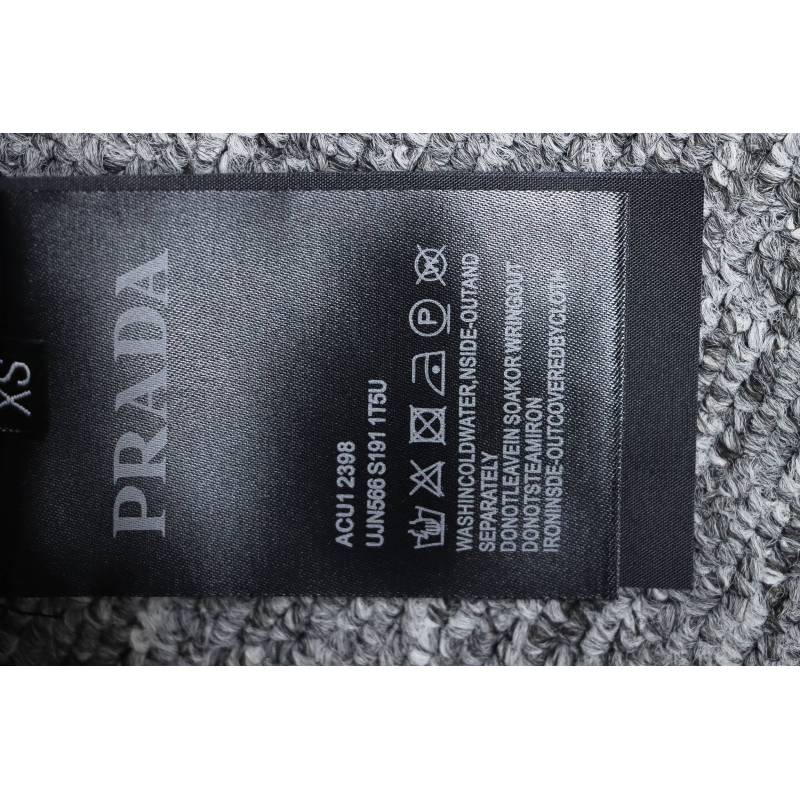 XS
PRADA
ACU1 2398
UJN566 S191 1T5U
P
WASHINCOLDWATER,NSIDE-OUTAND
SEPARATELY
DONOTLEAVEIN SOAKOR WRINGOUT
DONOTSTEAMIRON
IRONINSDE-OUTCOVEREDBYCLOTH